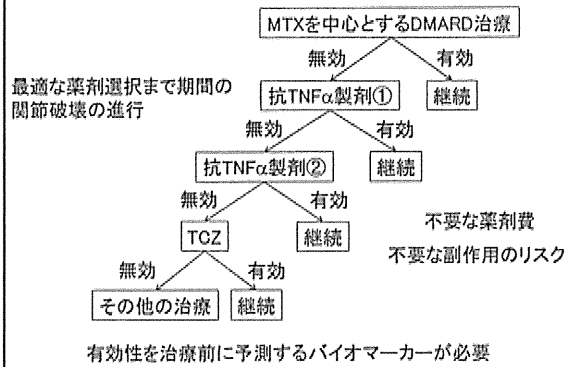 MTXを中心とするDMARD治療
無効
有効
最適な薬剤選択まで期間の
関節破壊の進行
抗TNFα製剤①
継続
無効
有効
抗TNFα製剤②
継続
無効
有効
不要な薬剤費
TCZ
継続
不要な副作用のリスク
無効
有効
その他の治療
継続
有効性を治療前に予測するバイオマーカーが必要